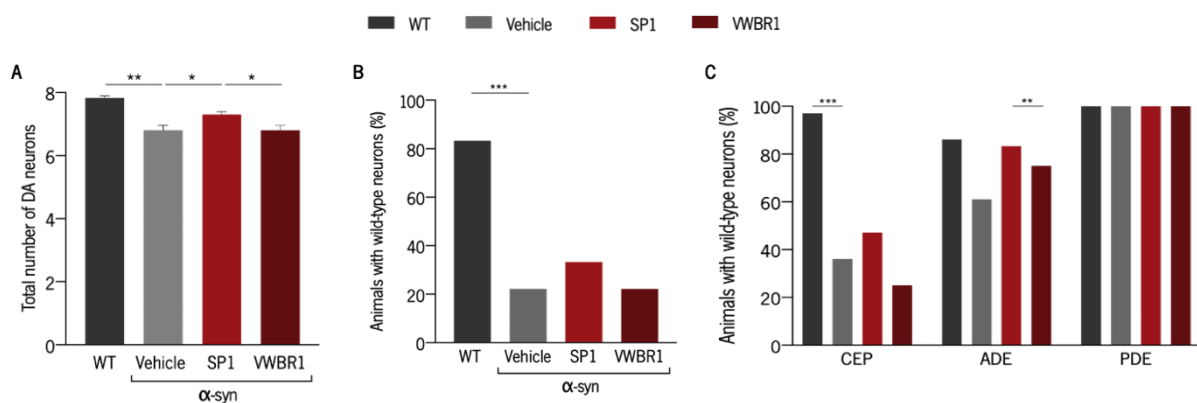 WT Vehicle SP1 VWBR1
A
** * *
8
6
4
2
0
Total number of DA neurons
WT Vehicle SP1 VWBR1
α-syn
B
***
100
80
60
40
20
0
Animals with wild-type neurons (%)
WT Vehicle SP1 VWBR1
α-syn
C
*** **
100
80
60
40
20
0
Animals with wild-type neurons (%)
CEP ADE PDE